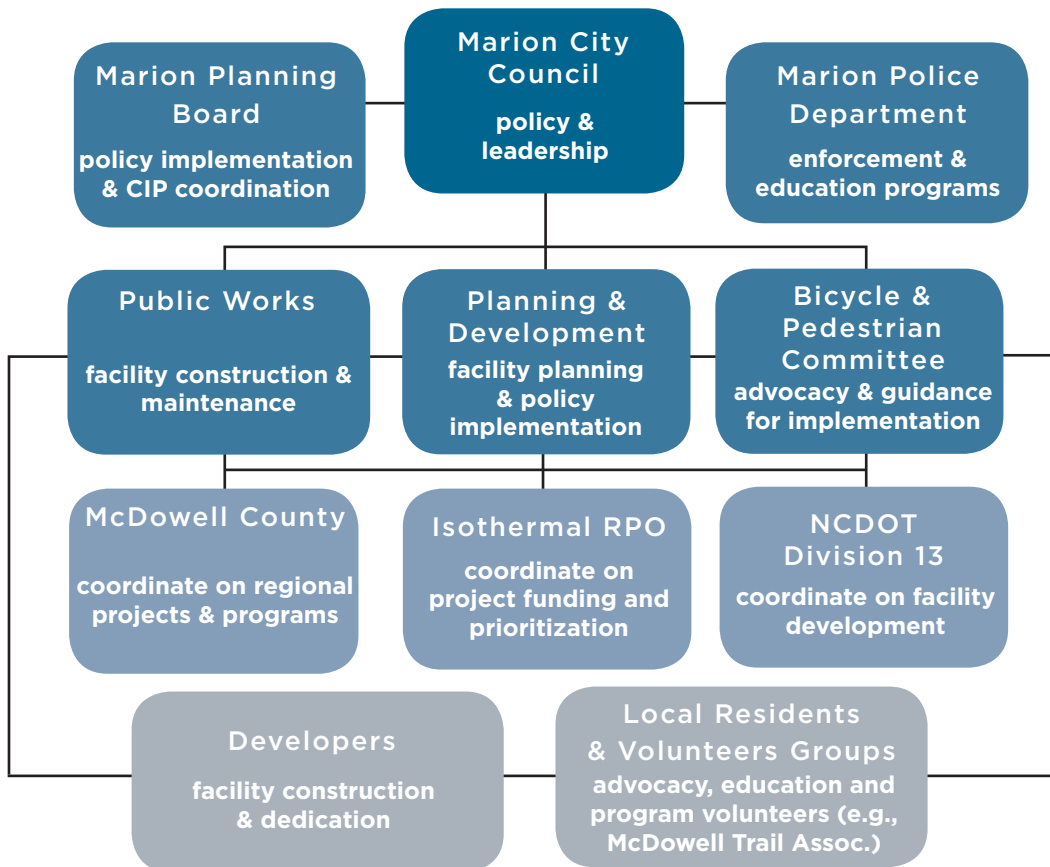 Marion City
Council
policy &
leadership
Marion Planning
Board
policy implementation
& CIP coordination
Marion Police
Department
enforcement &
education programs
Public Works
facility construction &
maintenance
Planning &
Development
facility planning
& policy
implementation
Bicycle &
Pedestrian
Committee
advocacy & guidance
for implementation
McDowell County
coordinate on regional
projects & programs
Isothermal RPO
coordinate on
project funding and
prioritization
NCDOT
Division 13
coordinate on facility
development
Developers
facility construction
& dedication
Local Residents
& Volunteers Groups
advocacy, education and
program volunteers (e.g.,
McDowell Trail Assoc.)